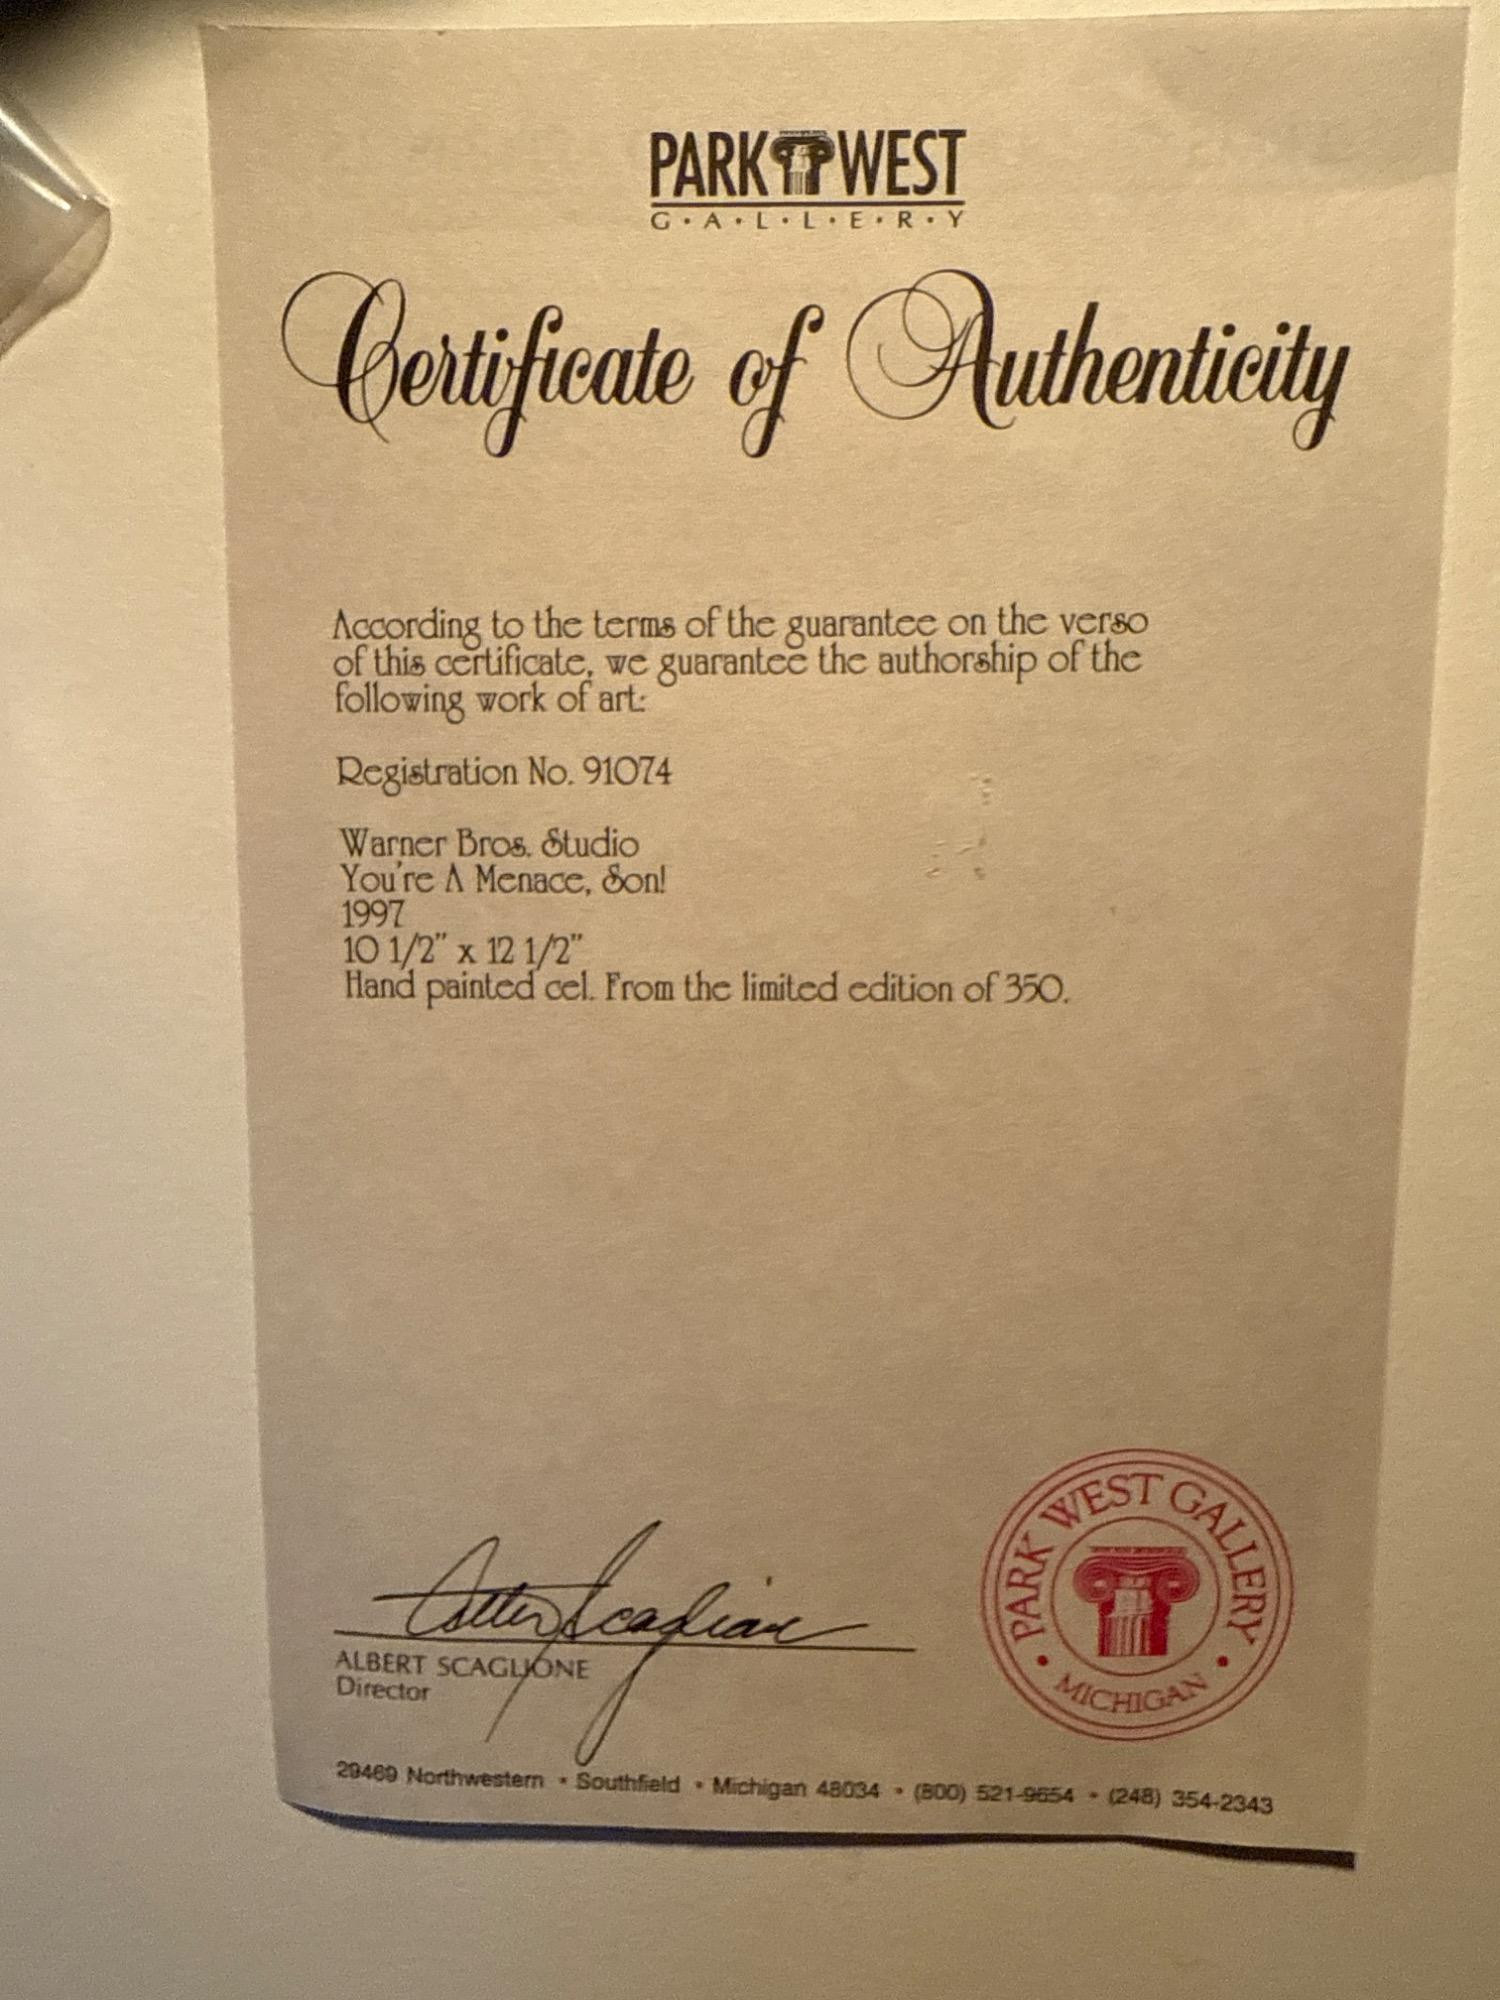 PARK WEST
G·A·L·L·E·R·Y
Certificate of Authenticity
According to the terms of the guarantee on the verso
of this certificate, we guarantee the authorship of the
following work of art:
Registration No. 91074
Warner Bros. Studio
You're A Menace, Son!
1997
10 1/2" x 12 1/2"
Hand painted cel. From the limited edition of 350.
Albert Scaglione
ALBERT SCAGLIONE
Director
PARK WEST GALLERY
• MICHIGAN •
29469 Northwestern • Southfield • Michigan 48034 • (800) 521-9654 • (248) 354-2343